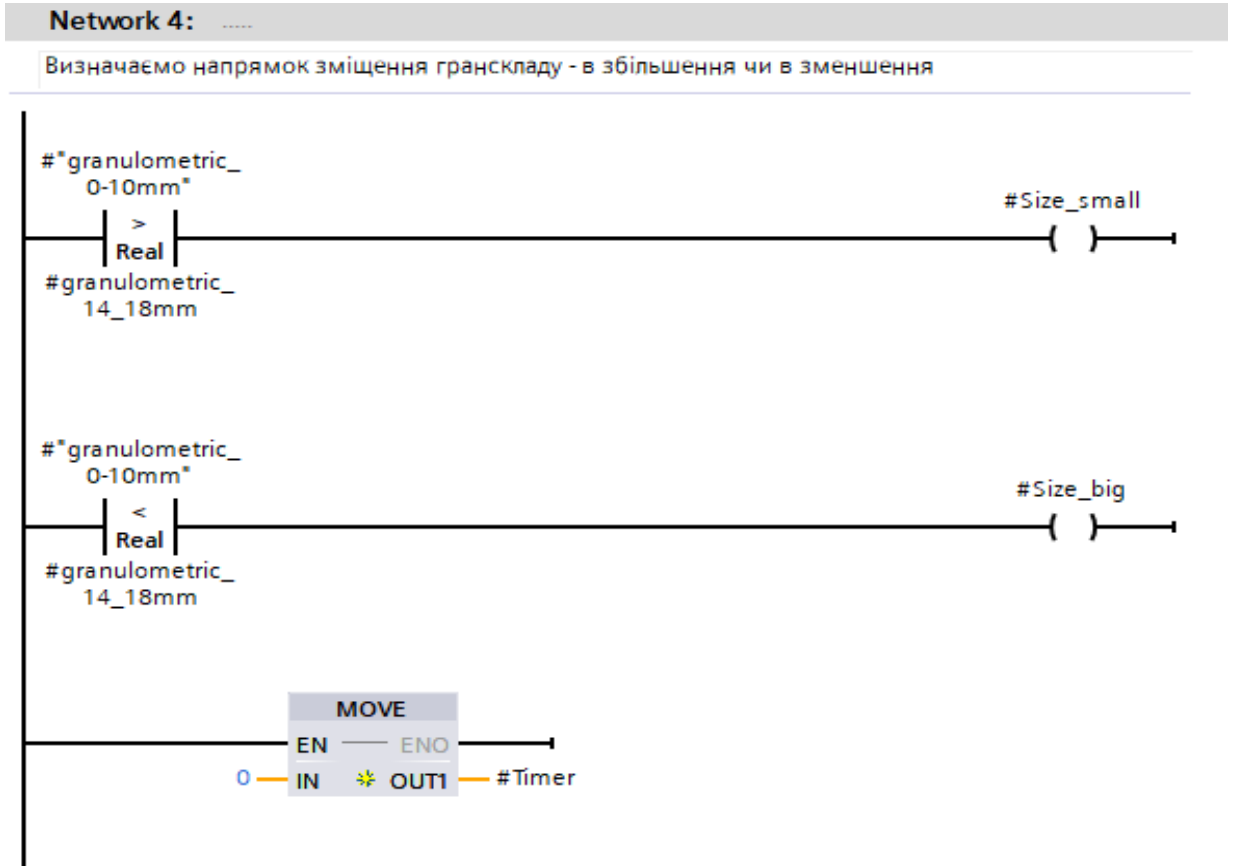 Network 4: .....
Визначаємо напрямок зміщення гранскладу - в збільшення чи в зменшення
#"granulometric_
0-10mm"
#Size_small
>
Real
( )
#granulometric_
14_18mm
#"granulometric_
0-10mm"
#Size_big
<
Real
( )
#granulometric_
14_18mm
MOVE
EN ENO
0 IN OUT1 #Timer